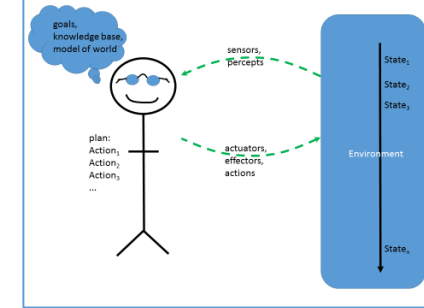 goals,
knowledge base,
model of world
sensors,
percepts
plan:
Action₁
Action₂
Action₃
...
actuators,
effectors,
actions
State₁
State₂
State₃
Environment
Stateₙ